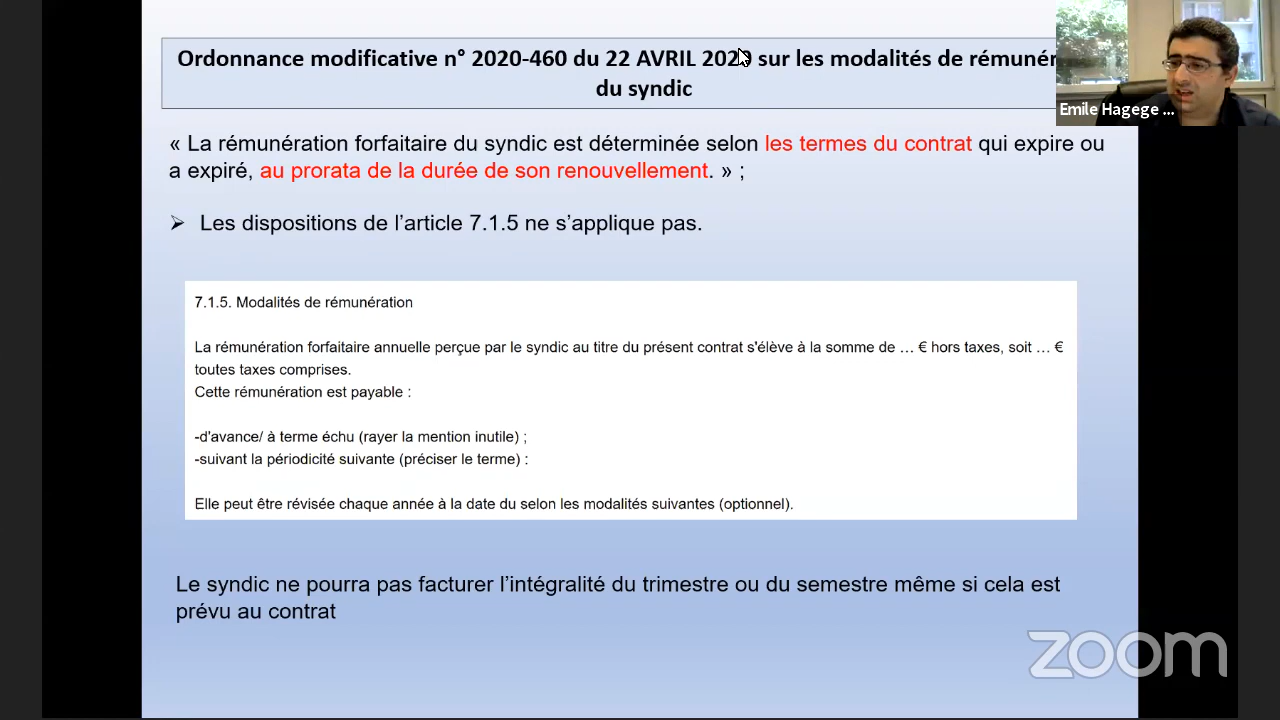 Ordonnance modificative n° 2020-460 du 22 AVRIL 2020 sur les modalités de rémunér
du syndic
Emile Hagege ...
« La rémunération forfaitaire du syndic est déterminée selon les termes du contrat qui expire ou
a expiré, au prorata de la durée de son renouvellement. » ;
➢ Les dispositions de l’article 7.1.5 ne s’applique pas.
7.1.5. Modalités de rémunération
La rémunération forfaitaire annuelle perçue par le syndic au titre du présent contrat s'élève à la somme de ... € hors taxes, soit ... €
toutes taxes comprises.
Cette rémunération est payable :
-d'avance/ à terme échu (rayer la mention inutile) ;
-suivant la périodicité suivante (préciser le terme) :
Elle peut être révisée chaque année à la date du selon les modalités suivantes (optionnel).
Le syndic ne pourra pas facturer l’intégralité du trimestre ou du semestre même si cela est
prévu au contrat
zoom